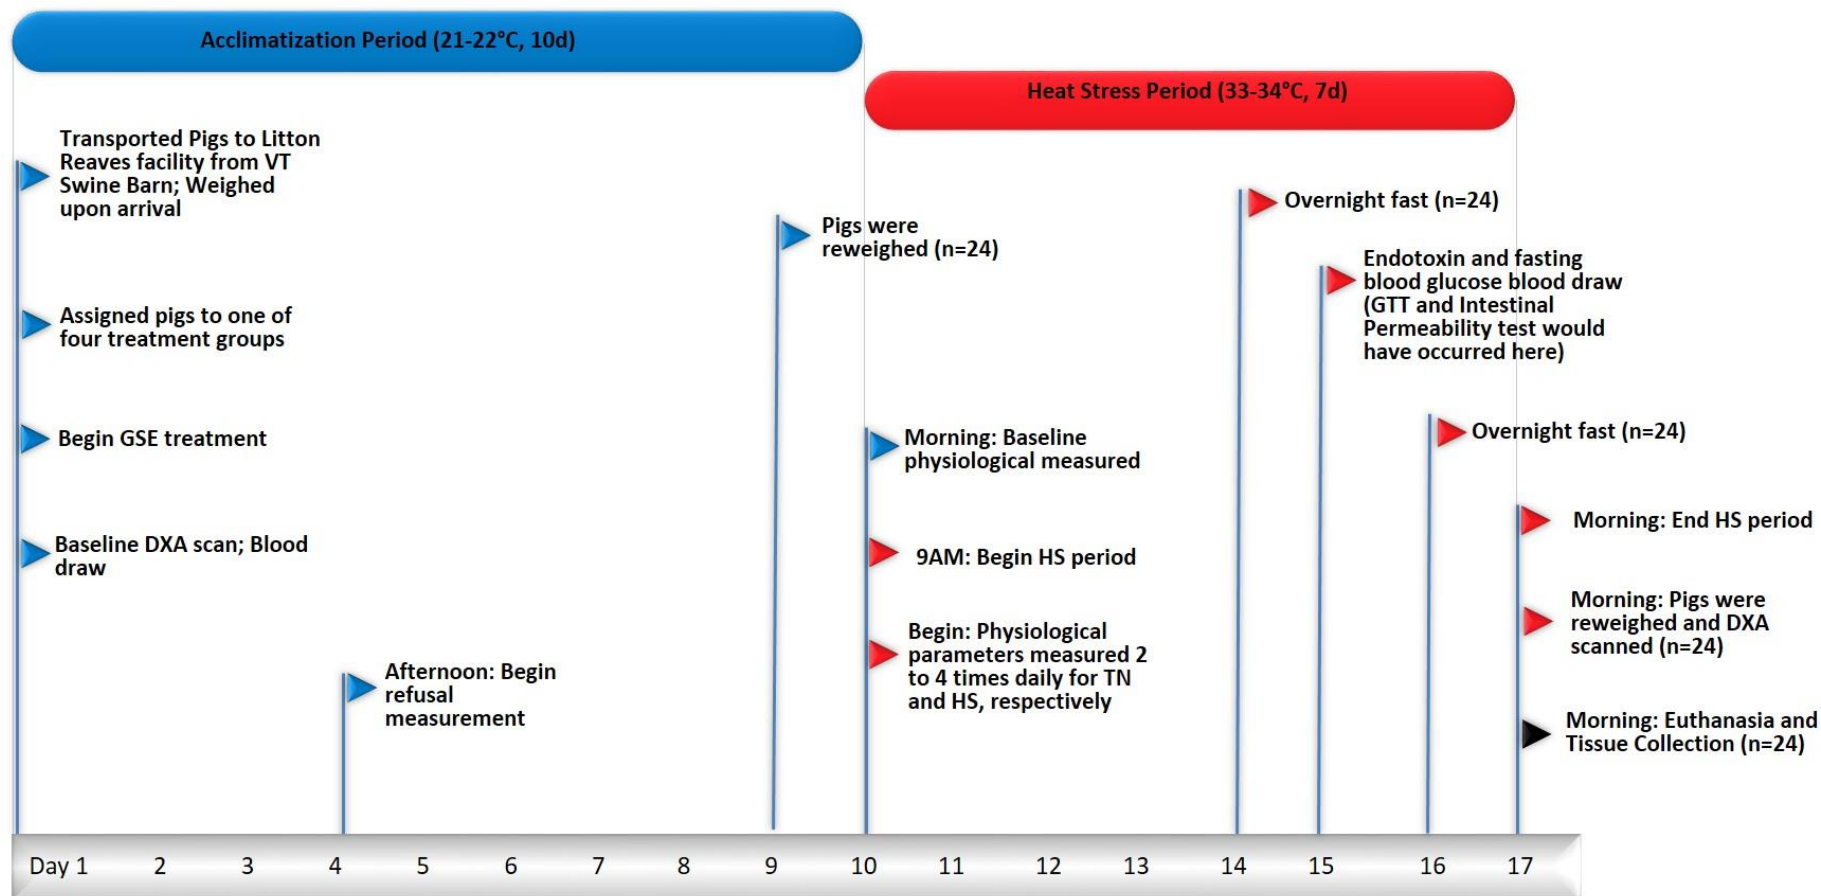 Acclimatization Period (21-22°C, 10d)
Heat Stress Period (33-34°C, 7d)
Transported Pigs to Litton
Reaves facility from VT
Swine Barn; Weighed
upon arrival
Assigned pigs to one of
four treatment groups
Begin GSE treatment
Baseline DXA scan; Blood
draw
Afternoon: Begin
refusal
measurement
Pigs were
reweighed (n=24)
Morning: Baseline
physiological measured
9AM: Begin HS period
Begin: Physiological
parameters measured 2
to 4 times daily for TN
and HS, respectively
Overnight fast (n=24)
Endotoxin and fasting
blood glucose blood draw
(GTT and Intestinal
Permeability test would
have occurred here)
Overnight fast (n=24)
Morning: End HS period
Morning: Pigs were
reweighed and DXA
scanned (n=24)
Morning: Euthanasia and
Tissue Collection (n=24)
Day 1 2 3 4 5 6 7 8 9 10 11 12 13 14 15 16 17